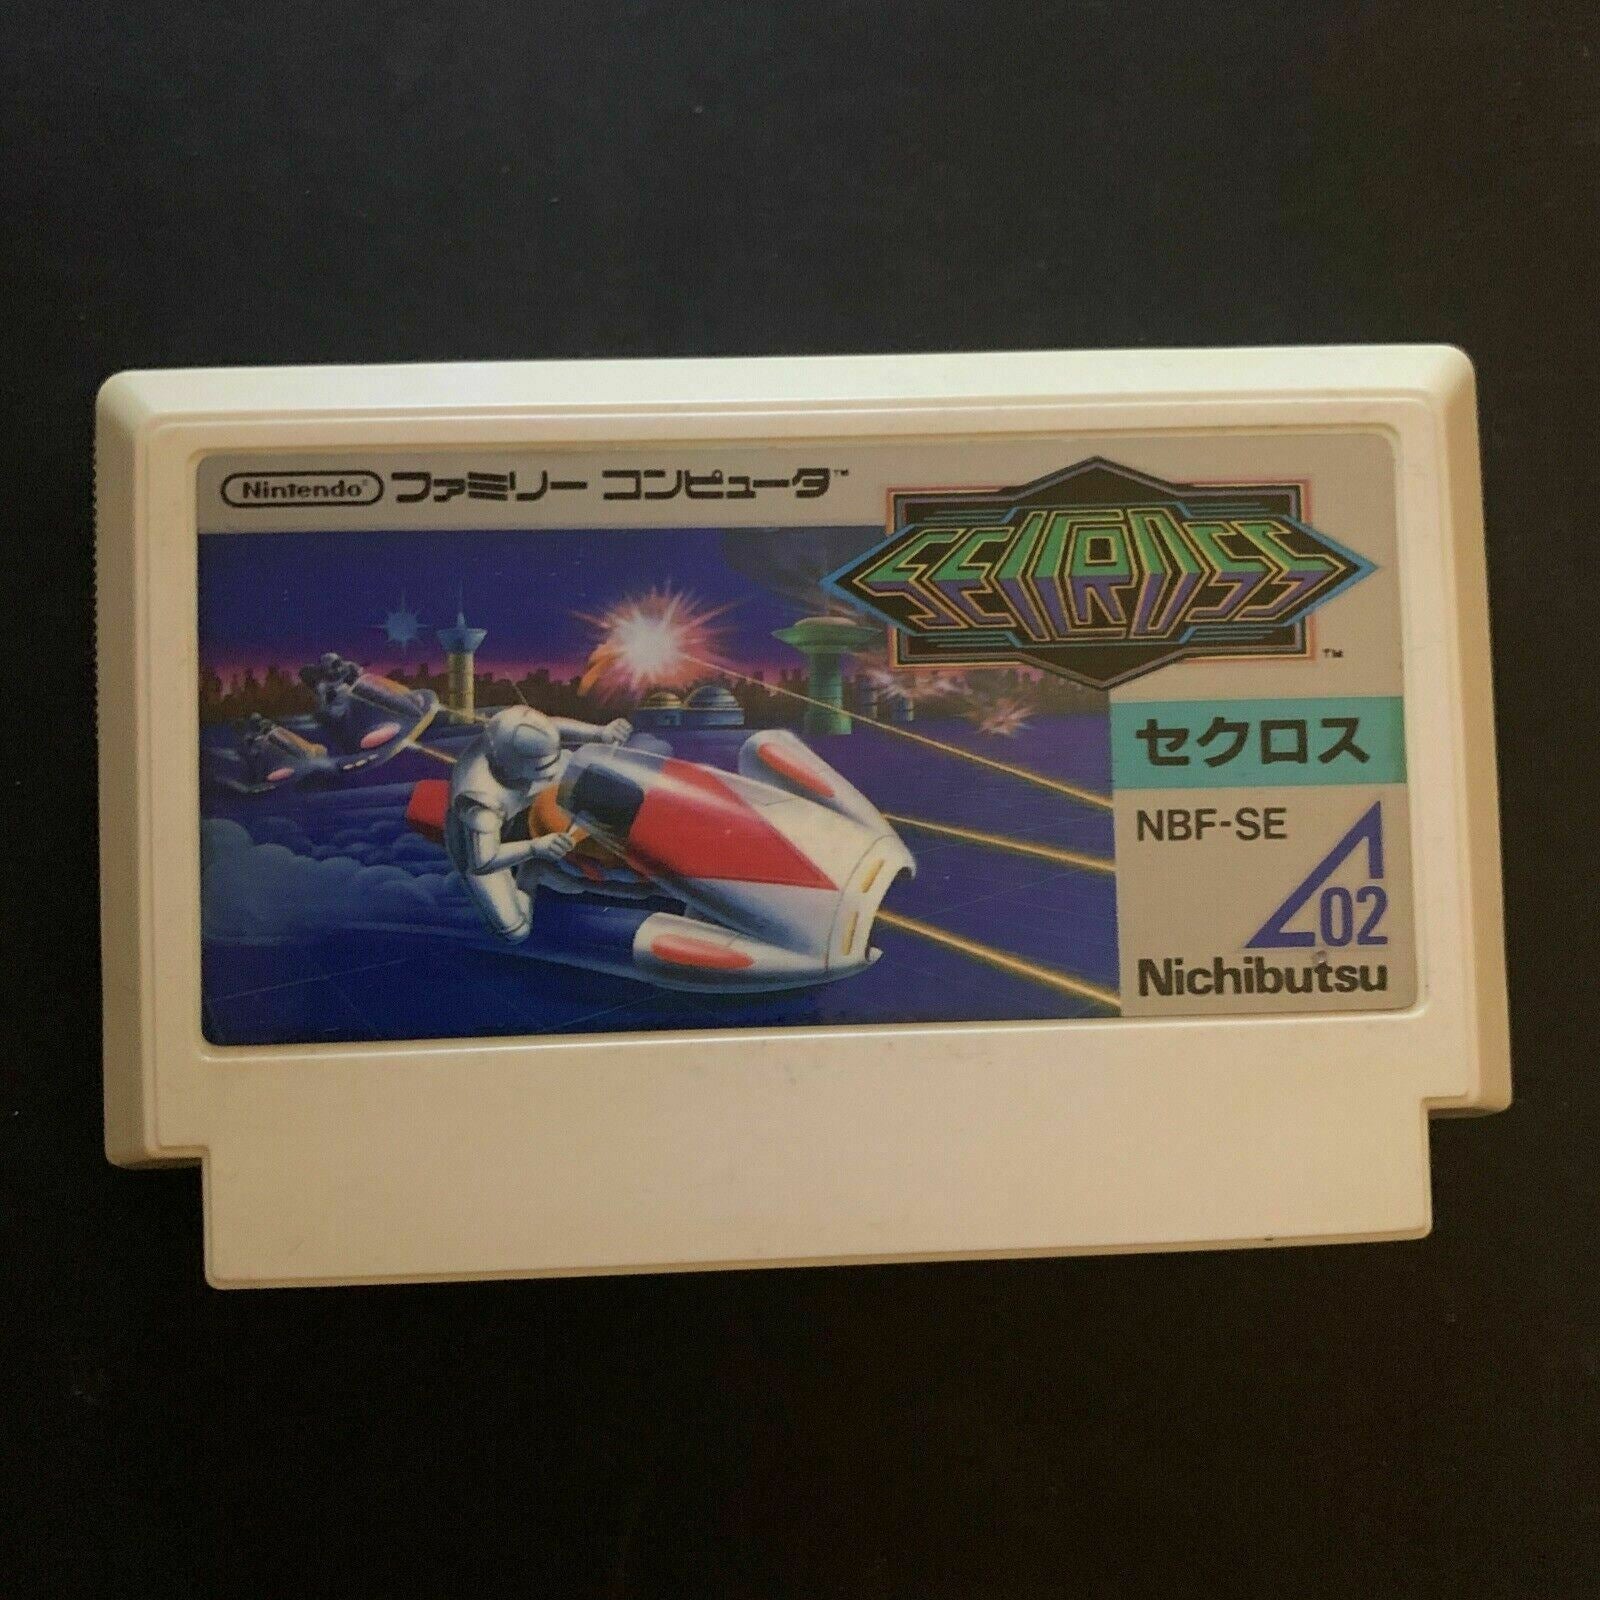 Nintendo® ファミリー コンピュータ™
SEICROSS
TM
セクロス
NBF-SE
02
Nichibutsu